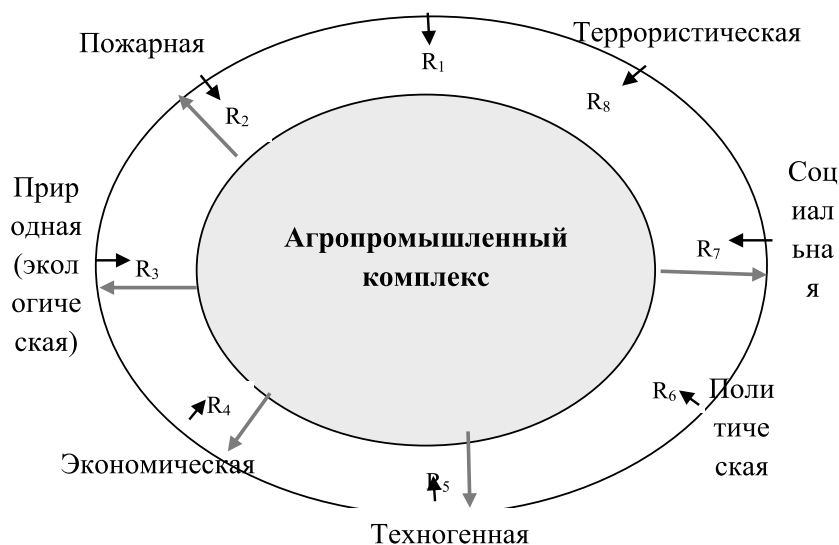 Пожарная
Террористическая
R1
R2
R8
Прир
одная
(экол
огиче
ская)
R3
Агропромышленный
комплекс
R7
Соц
иал
ьна
я
R4
R6
Поли
тиче
ская
Экономическая
R5
Техногенная